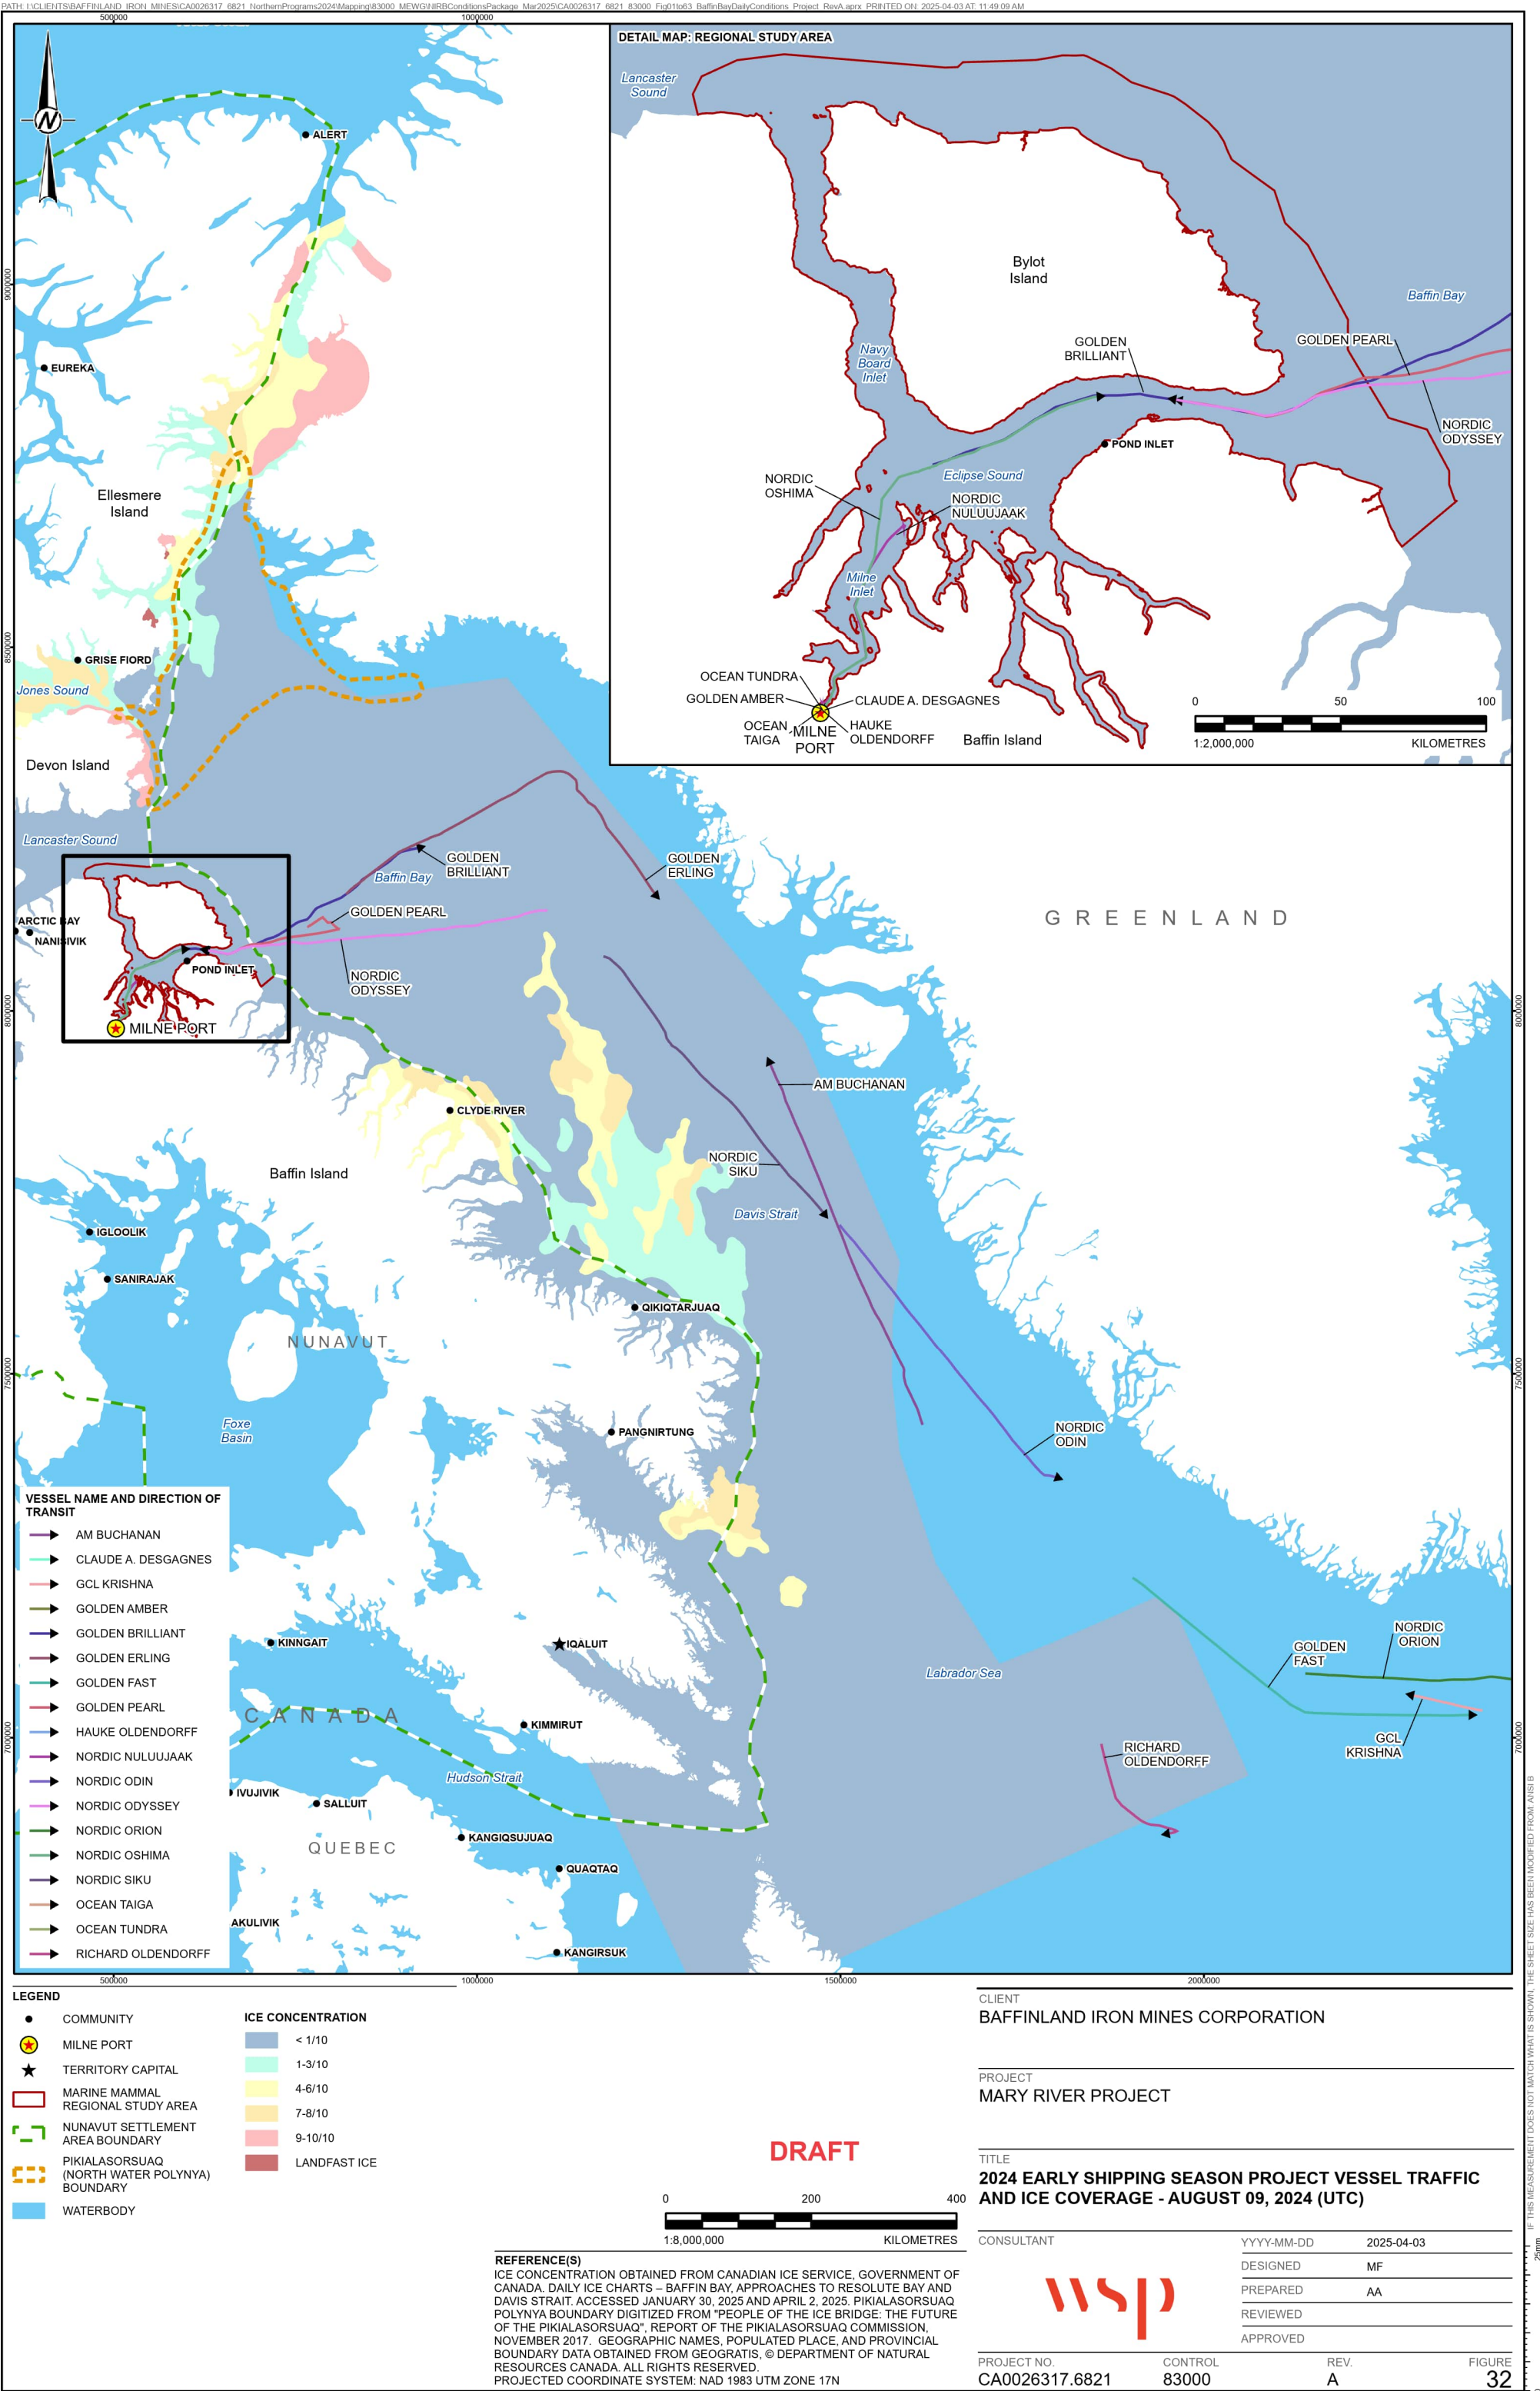 PATH: I:\CLIENTS\BAFFINLAND_IRON_MINES\CA0026317_6821_NorthernPrograms2024\Mapping\83000_MEWG\NIRBConditionsPackage_Mar2025\CA0026317_6821_83000_Fig01to63_BaffinBayDailyConditions_Project_RevA.aprx PRINTED ON: 2025-04-03 AT: 11:49:09 AM
500000
1000000
N
ALERT
9000000
EUREKA
Ellesmere
Island
8500000
GRISE FIORD
Jones Sound
Devon Island
Lancaster Sound
DETAIL MAP: REGIONAL STUDY AREA
Lancaster
Sound
Bylot
Island
Baffin Bay
Navy
Board
Inlet
GOLDEN
BRILLIANT
GOLDEN PEARL
NORDIC
ODYSSEY
POND INLET
Eclipse Sound
NORDIC
OSHIMA
NORDIC
NULUUJAAK
Milne
Inlet
OCEAN TUNDRA
GOLDEN AMBER
CLAUDE A. DESGAGNES
OCEAN
TAIGA
MILNE
PORT
HAUKE
OLDENDORFF
Baffin Island
0
50
100
1:2,000,000
KILOMETRES
GOLDEN
BRILLIANT
GOLDEN
ERLING
Baffin Bay
GOLDEN PEARL
ARCTIC BAY
NANISIVIK
POND INLET
NORDIC
ODYSSEY
MILNE PORT
GREENLAND
8000000
8000000
AM BUCHANAN
CLYDE RIVER
NORDIC
SIKU
Baffin Island
Davis Strait
IGLOOLIK
SANIRAJAK
QIKIQTARJUAQ
NUNAVUT
7500000
7500000
Foxe
Basin
PANGNIRTUNG
NORDIC
ODIN
KINNGAIT
IQALUIT
Labrador Sea
GOLDEN
FAST
NORDIC
ORION
CANADA
KIMMIRUT
7000000
7000000
GCL
KRISHNA
RICHARD
OLDENDORFF
Hudson Strait
IVUJIVIK
SALLUIT
QUEBEC
KANGIQSUJUAQ
QUAQTAQ
AKULIVIK
KANGIRSUK
VESSEL NAME AND DIRECTION OF
TRANSIT
AM BUCHANAN
CLAUDE A. DESGAGNES
GCL KRISHNA
GOLDEN AMBER
GOLDEN BRILLIANT
GOLDEN ERLING
GOLDEN FAST
GOLDEN PEARL
HAUKE OLDENDORFF
NORDIC NULUUJAAK
NORDIC ODIN
NORDIC ODYSSEY
NORDIC ORION
NORDIC OSHIMA
NORDIC SIKU
OCEAN TAIGA
OCEAN TUNDRA
RICHARD OLDENDORFF
500000
1000000
1500000
2000000
LEGEND
COMMUNITY
MILNE PORT
TERRITORY CAPITAL
MARINE MAMMAL
REGIONAL STUDY AREA
NUNAVUT SETTLEMENT
AREA BOUNDARY
PIKIALASORSUAQ
(NORTH WATER POLYNYA)
BOUNDARY
WATERBODY
ICE CONCENTRATION
< 1/10
1-3/10
4-6/10
7-8/10
9-10/10
LANDFAST ICE
DRAFT
0
200
400
1:8,000,000
KILOMETRES
REFERENCE(S)
ICE CONCENTRATION OBTAINED FROM CANADIAN ICE SERVICE, GOVERNMENT OF
CANADA. DAILY ICE CHARTS – BAFFIN BAY, APPROACHES TO RESOLUTE BAY AND
DAVIS STRAIT. ACCESSED JANUARY 30, 2025 AND APRIL 2, 2025. PIKIALASORSUAQ
POLYNYA BOUNDARY DIGITIZED FROM "PEOPLE OF THE ICE BRIDGE: THE FUTURE
OF THE PIKIALASORSUAQ", REPORT OF THE PIKIALASORSUAQ COMMISSION,
NOVEMBER 2017. GEOGRAPHIC NAMES, POPULATED PLACE, AND PROVINCIAL
BOUNDARY DATA OBTAINED FROM GEOGRATIS, © DEPARTMENT OF NATURAL
RESOURCES CANADA. ALL RIGHTS RESERVED.
PROJECTED COORDINATE SYSTEM: NAD 1983 UTM ZONE 17N
CLIENT
BAFFINLAND IRON MINES CORPORATION
PROJECT
MARY RIVER PROJECT
TITLE
2024 EARLY SHIPPING SEASON PROJECT VESSEL TRAFFIC
AND ICE COVERAGE - AUGUST 09, 2024 (UTC)
CONSULTANT
wsp
YYYY-MM-DD 2025-04-03
DESIGNED MF
PREPARED AA
REVIEWED
APPROVED
PROJECT NO. CONTROL REV. FIGURE
CA0026317.6821 83000 A 32
IF THIS MEASUREMENT DOES NOT MATCH WHAT IS SHOWN, THE SHEET SIZE HAS BEEN MODIFIED FROM: ANSI B
25mm